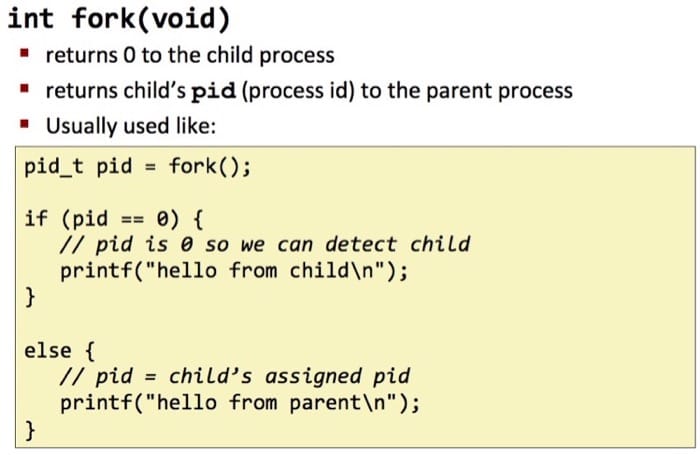 int fork(void)
▪ returns 0 to the child process
▪ returns child’s pid (process id) to the parent process
▪ Usually used like:
pid_t pid = fork();
if (pid == 0) {
// pid is 0 so we can detect child
printf("hello from child\n");
}
else {
// pid = child’s assigned pid
printf("hello from parent\n");
}